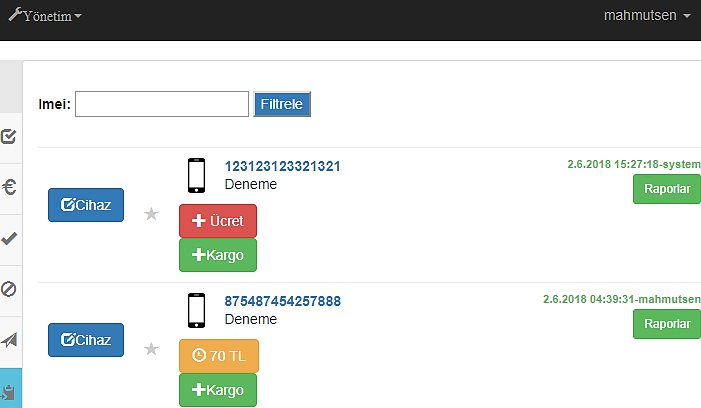 Yönetim
mahmutsen
Imei: Filtrele
123123123321321
2.6.2018 15:27:18-system
Deneme
Raporlar
Cihaz
Ücret
Kargo
875487454257888
2.6.2018 04:39:31-mahmutsen
Deneme
Raporlar
Cihaz
70 TL
Kargo